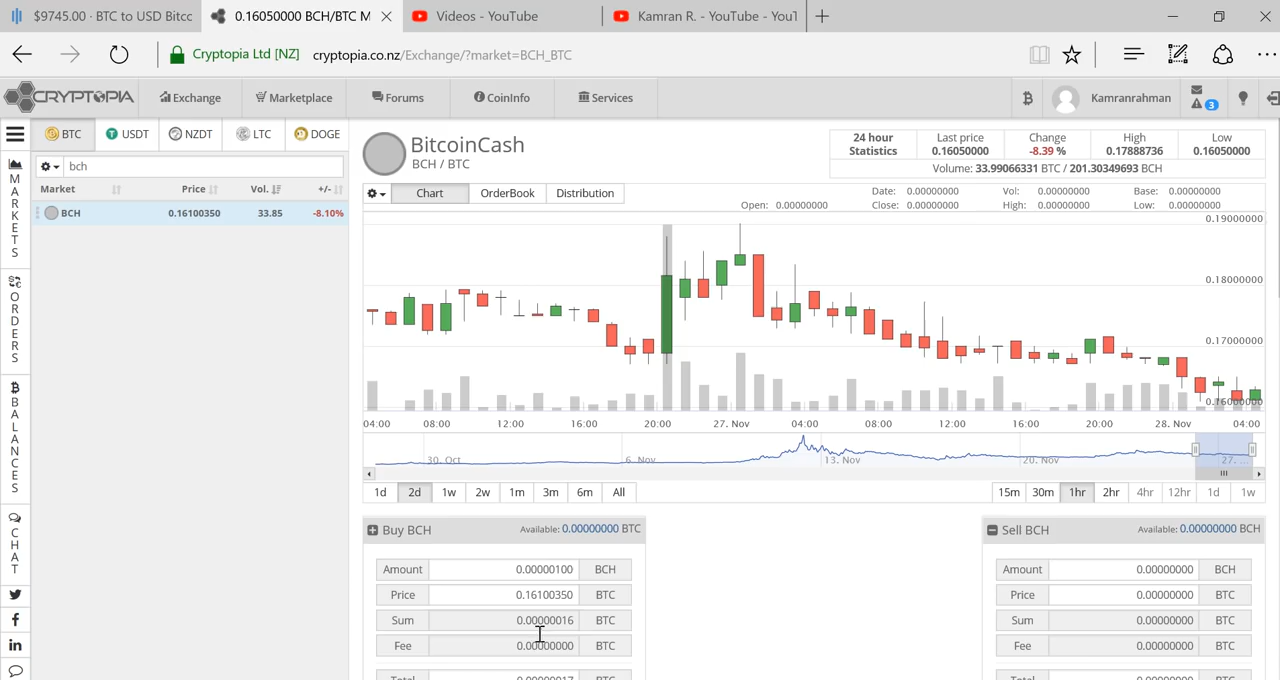 $9745.00 - BTC to USD Bitcc
0.16050000 BCH/BTC M
Videos - YouTube
Kamran R. - YouTube - YouT
Cryptopia Ltd [NZ]
cryptopia.co.nz/Exchange/?market=BCH_BTC
CRYPTOPIA
Exchange
Marketplace
Forums
CoinInfo
Services
Kamranrahman
3
BTC
USDT
NZDT
LTC
DOGE
bch
Market
Price
Vol.
+/-
BCH
0.16100350
33.85
-8.10%
MARKETS
ORDERS
BALANCES
CHAT
BitcoinCash
BCH / BTC
24 hour
Statistics
Last price
0.16050000
Change
-8.39 %
High
0.17888736
Low
0.16050000
Volume: 33.99066331 BTC / 201.30349693 BCH
Chart
OrderBook
Distribution
Date: 0.00000000
Vol: 0.00000000
Base: 0.00000000
Open: 0.00000000
Close: 0.00000000
High: 0.00000000
Low: 0.00000000
0.19000000
0.18000000
0.17000000
0.16000000
04:00
08:00
12:00
16:00
20:00
27. Nov
04:00
08:00
12:00
16:00
20:00
28. Nov
04:00
30. Oct
6. Nov
13. Nov
20. Nov
27. ...
1d
2d
1w
2w
1m
3m
6m
All
15m
30m
1hr
2hr
4hr
12hr
1d
1w
Buy BCH
Available: 0.00000000 BTC
Amount 0.00000100 BCH
Price 0.16100350 BTC
Sum 0.00000016 BTC
Fee 0.00000000 BTC
Total 0.00000017 BTC
Sell BCH
Available: 0.00000000 BCH
Amount 0.00000000 BCH
Price 0.00000000 BTC
Sum 0.00000000 BTC
Fee 0.00000000 BTC
Total 0.00000000 BTC